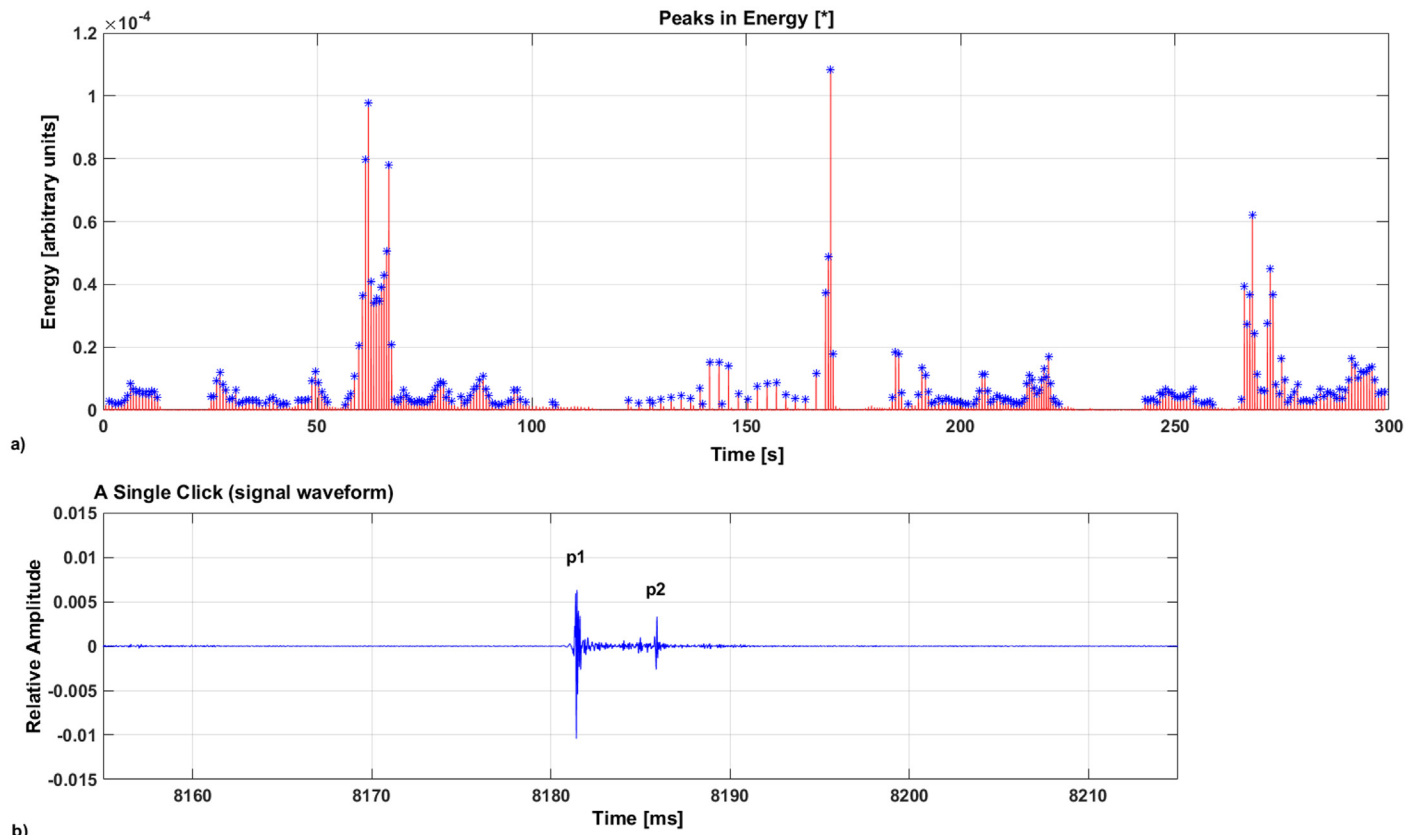 Peaks in Energy [*]
×10-4
1.2
1
0.8
0.6
0.4
0.2
0
Energy [arbitrary units]
0 50 100 150 200 250 300
Time [s]
a)
A Single Click (signal waveform)
0.015
0.01
0.005
0
-0.005
-0.01
-0.015
Relative Amplitude
p1
p2
8160 8170 8180 8190 8200 8210
Time [ms]
b)